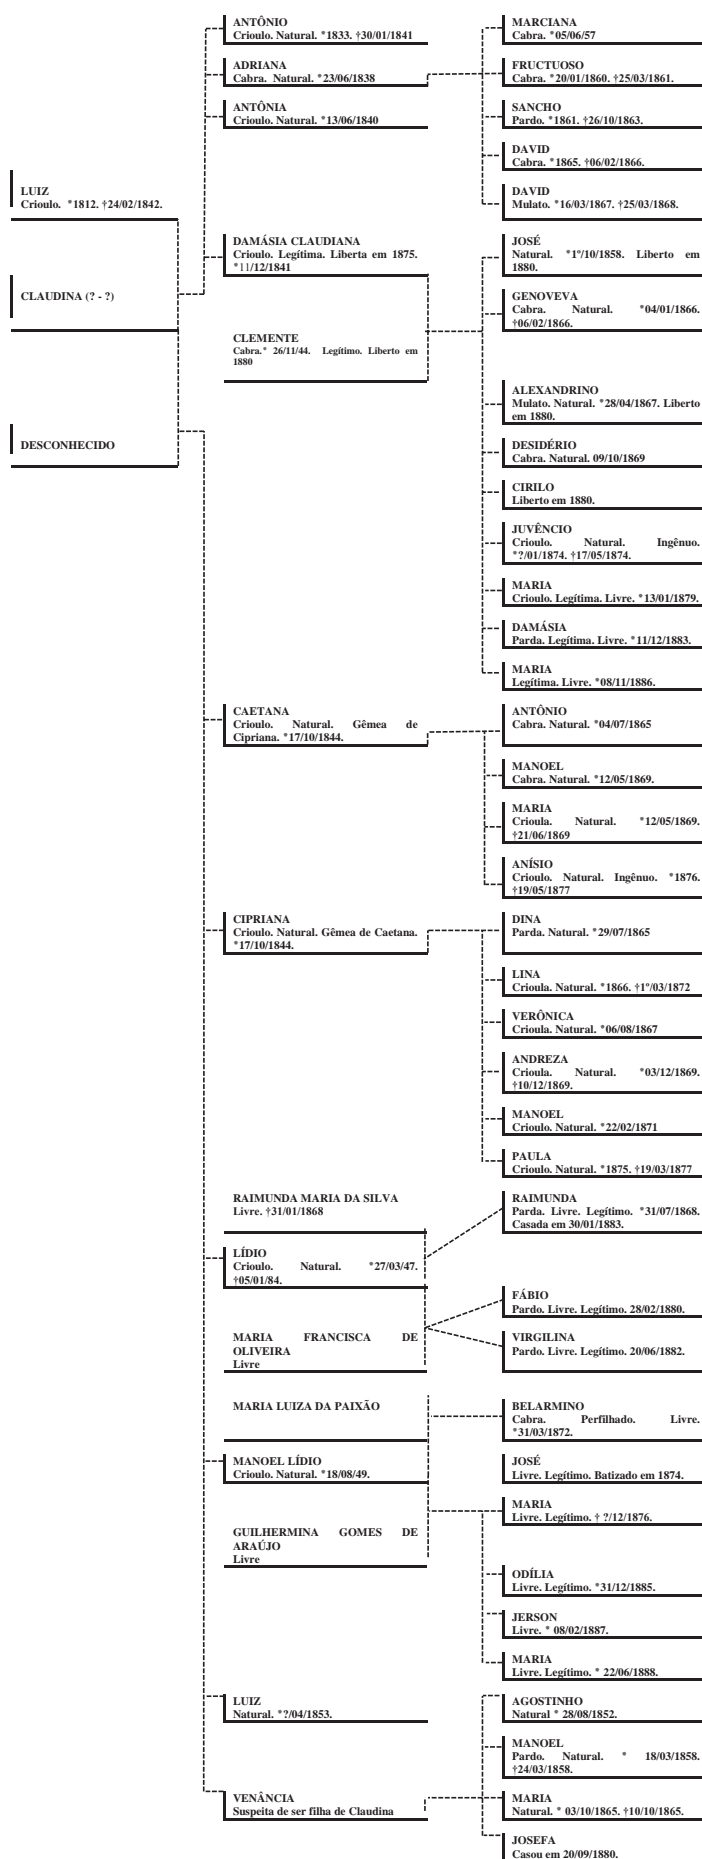 LUIZ
Crioulo. *1812. †24/02/1842.
CLAUDINA (? - ?)
DESCONHECIDO
ANTÔNIO
Crioulo. Natural. *1833. †30/01/1841
ADRIANA
Cabra. Natural. *23/06/1838
ANTÔNIA
Crioulo. Natural. *13/06/1840
DAMÁSIA CLAUDIANA
Crioulo. Legítima. Liberta em 1875.
*11/12/1841
CLEMENTE
Cabra.* 26/11/44. Legítimo. Liberto em
1880
CAETANA
Crioulo. Natural. Gêmea de
Cipriana. *17/10/1844.
CIPRIANA
Crioulo. Natural. Gêmea de Caetana.
*17/10/1844.
RAIMUNDA MARIA DA SILVA
Livre. †31/01/1868
LÍDIO
Crioulo. Natural. *27/03/47.
†05/01/84.
MARIA FRANCISCA DE
OLIVEIRA
Livre
MARIA LUIZA DA PAIXÃO
MANOEL LÍDIO
Crioulo. Natural. *18/08/49.
GUILHERMINA GOMES DE
ARAÚJO
Livre
LUIZ
Natural. *?/04/1853.
VENÂNCIA
Suspeita de ser filha de Claudina
MARCIANA
Cabra. *05/06/57
FRUCTUOSO
Cabra. *20/01/1860. †25/03/1861.
SANCHO
Pardo. *1861. †26/10/1863.
DAVID
Cabra. *1865. †06/02/1866.
DAVID
Mulato. *16/03/1867. †25/03/1868.
JOSÉ
Natural. *1º/10/1858. Liberto em
1880.
GENOVEVA
Cabra. Natural. *04/01/1866.
†06/02/1866.
ALEXANDRINO
Mulato. Natural. *28/04/1867. Liberto
em 1880.
DESIDÉRIO
Cabra. Natural. 09/10/1869
CIRILO
Liberto em 1880.
JUVÊNCIO
Crioulo. Natural. Ingênuo.
*?/01/1874. †17/05/1874.
MARIA
Crioulo. Legítima. Livre. *13/01/1879.
DAMÁSIA
Parda. Legítima. Livre. *11/12/1883.
MARIA
Legítima. Livre. *08/11/1886.
ANTÔNIO
Cabra. Natural. *04/07/1865
MANOEL
Cabra. Natural. *12/05/1869.
MARIA
Crioula. Natural. *12/05/1869.
†21/06/1869
ANÍSIO
Crioulo. Natural. Ingênuo. *1876.
†19/05/1877
DINA
Parda. Natural. *29/07/1865
LINA
Crioula. Natural. *1866. †1º/03/1872
VERÔNICA
Crioula. Natural. *06/08/1867
ANDREZA
Crioula. Natural. *03/12/1869.
†10/12/1869.
MANOEL
Crioulo. Natural. *22/02/1871
PAULA
Crioulo. Natural. *1875. †19/03/1877
RAIMUNDA
Parda. Livre. Legítimo. *31/07/1868.
Casada em 30/01/1883.
FÁBIO
Pardo. Livre. Legítimo. 28/02/1880.
VIRGILINA
Pardo. Livre. Legítimo. 20/06/1882.
BELARMINO
Cabra. Perfilhado. Livre.
*31/03/1872.
JOSÉ
Livre. Legítimo. Batizado em 1874.
MARIA
Livre. Legítimo. † ?/12/1876.
ODÍLIA
Livre. Legítimo. *31/12/1885.
JERSON
Livre. * 08/02/1887.
MARIA
Livre. Legítimo. * 22/06/1888.
AGOSTINHO
Natural * 28/08/1852.
MANOEL
Pardo. Natural. * 18/03/1858.
†24/03/1858.
MARIA
Natural. * 03/10/1865. †10/10/1865.
JOSEFA
Casou em 20/09/1880.